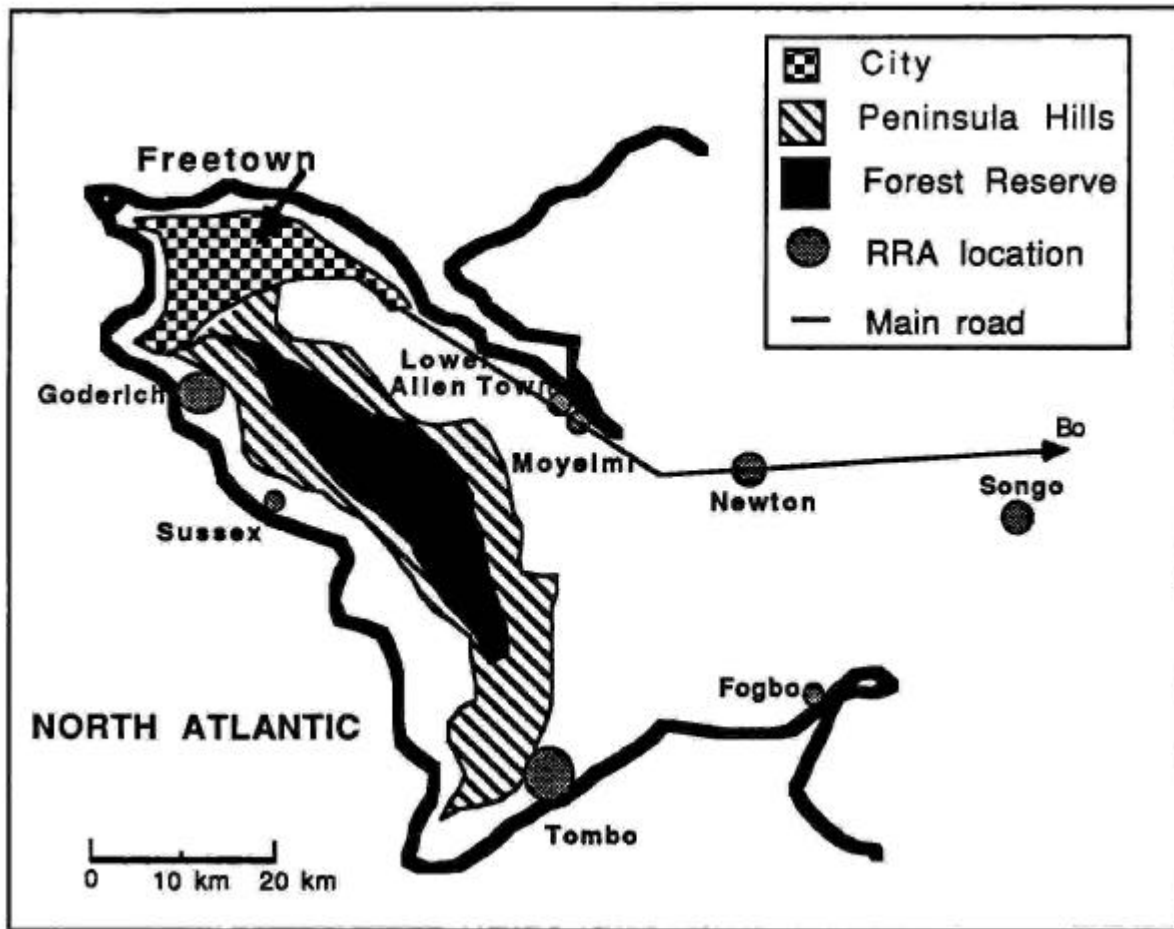 City
Peninsula Hills
Forest Reserve
RRA location
Main road
Freetown
Lower
Allen Town
Goderich
Moyelmi
Bo
Newton
Songo
Sussex
Fogbo
NORTH ATLANTIC
Tombo
0 10 km 20 km